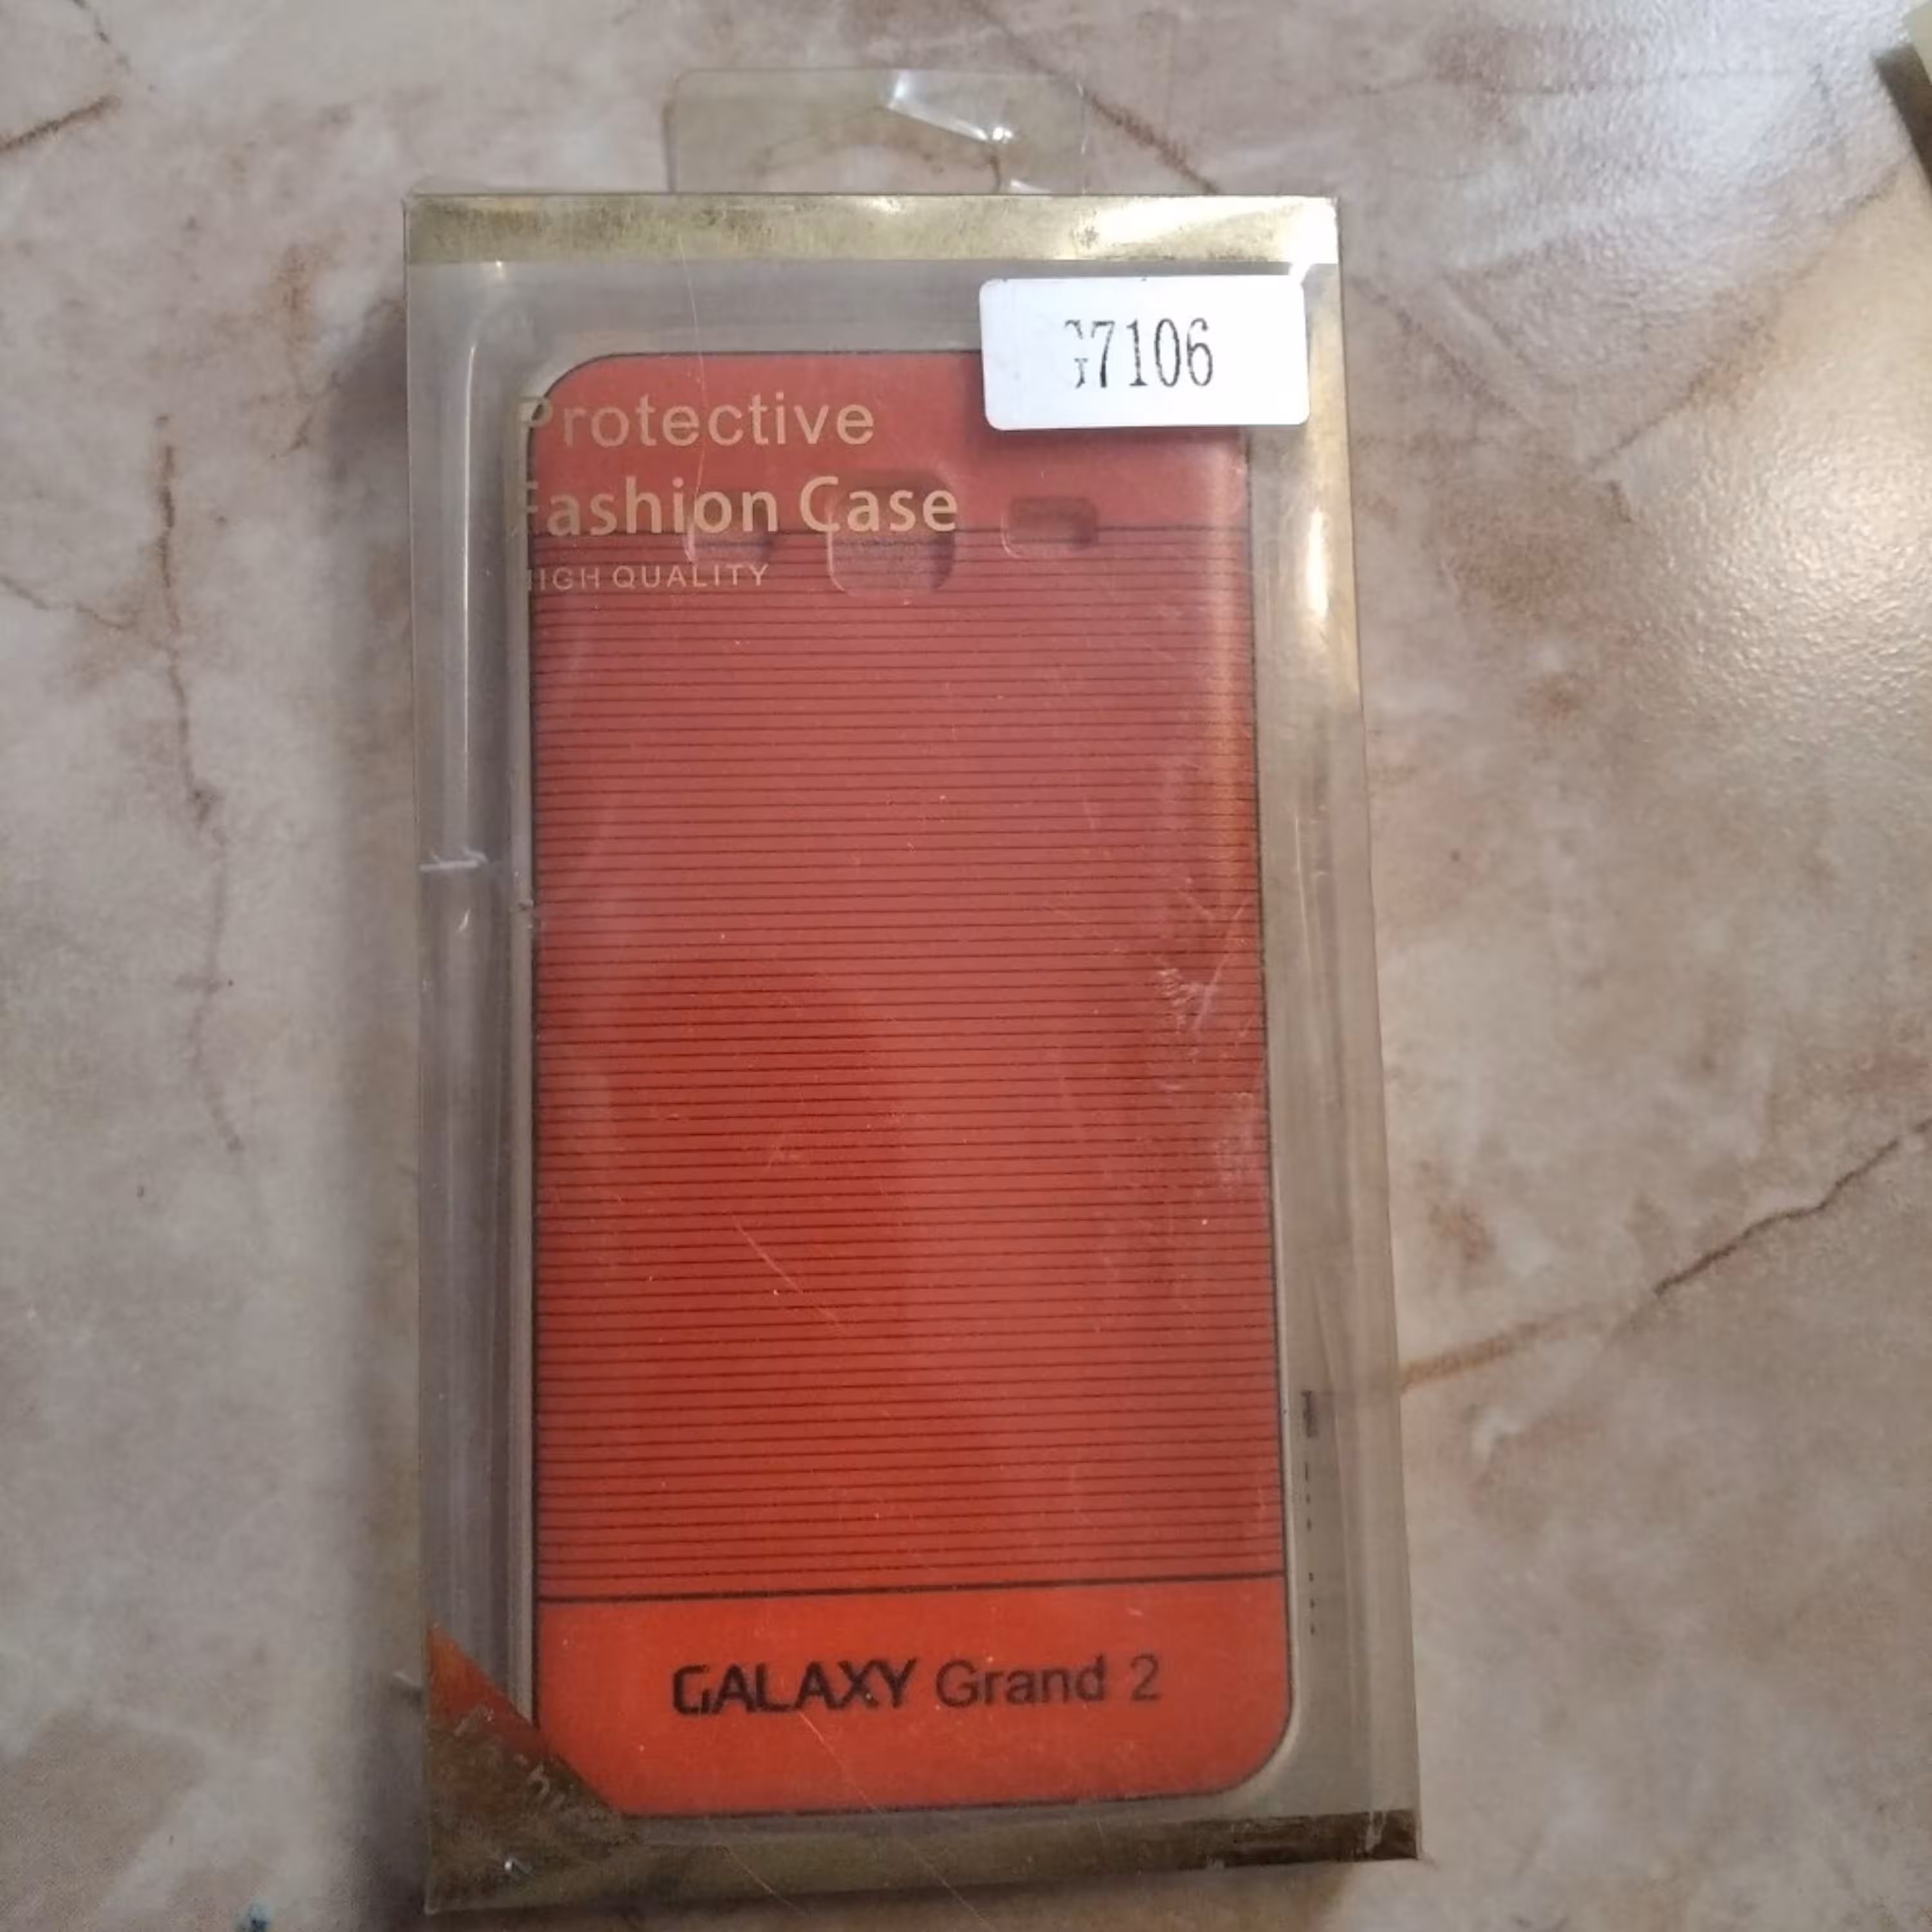 G7106
Protective
Fashion Case
HIGH QUALITY
GALAXY Grand 2